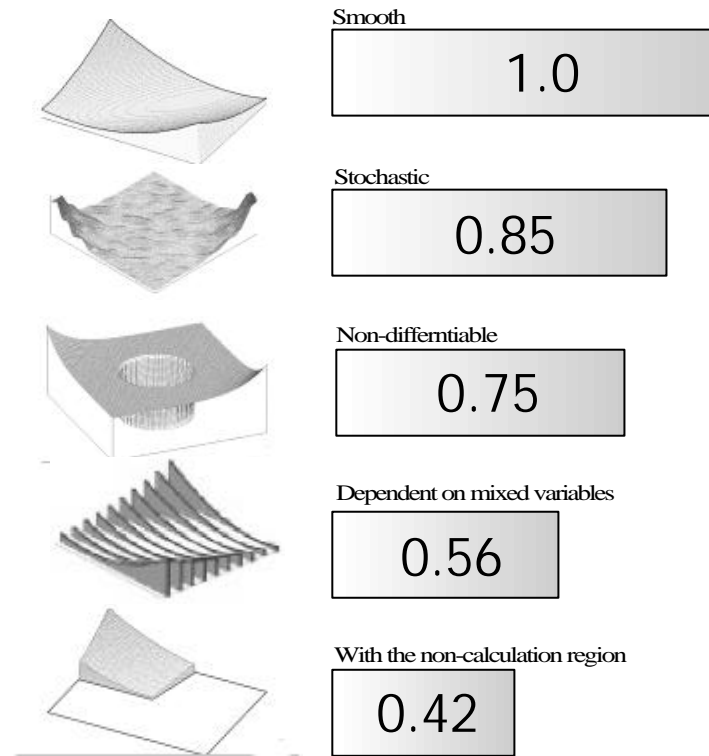 Smooth
1.0
Stochastic
0.85
Non-differntiable
0.75
Dependent on mixed variables
0.56
With the non-calculation region
0.42